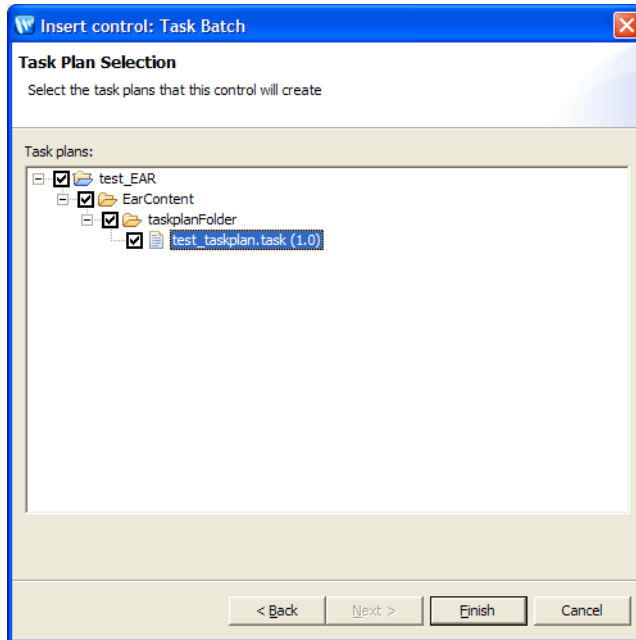 Insert control: Task Batch
Task Plan Selection
Select the task plans that this control will create
Task plans:
test_EAR
EarContent
taskplanFolder
test_taskplan.task (1.0)
< Back
Next >
Finish
Cancel